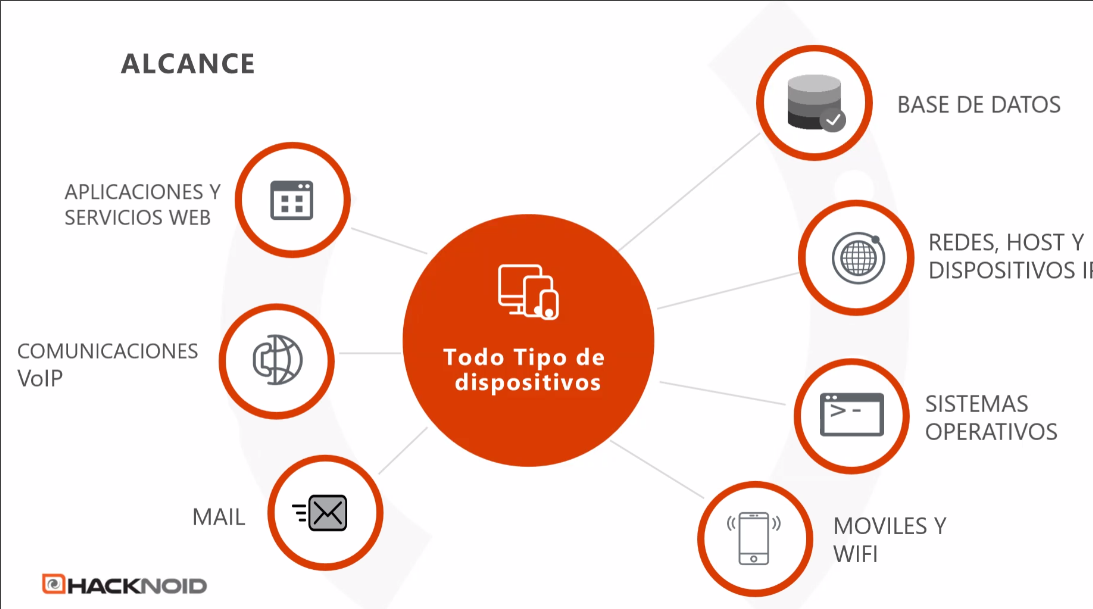 ALCANCE
BASE DE DATOS
APLICACIONES Y
SERVICIOS WEB
REDES, HOST Y
DISPOSITIVOS IP
Todo Tipo de
dispositivos
COMUNICACIONES
VoIP
SISTEMAS
OPERATIVOS
>-
MAIL
MOVILES Y
WIFI
HACKNOID